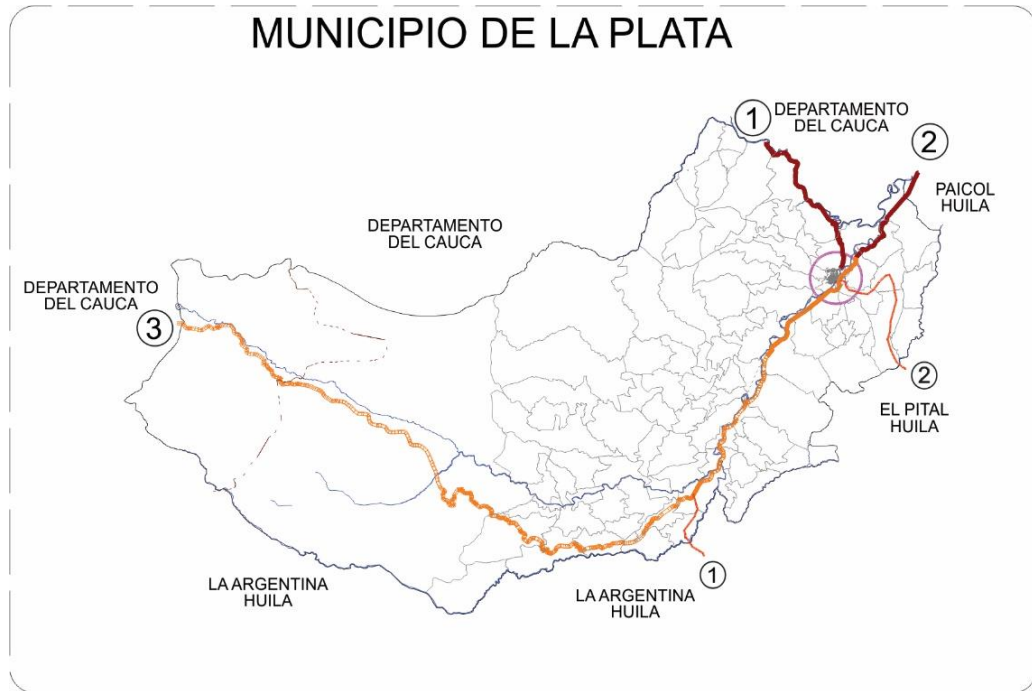 MUNICIPIO DE LA PLATA
1
DEPARTAMENTO
DEL CAUCA
2
PAICOL
HUILA
DEPARTAMENTO
DEL CAUCA
DEPARTAMENTO
DEL CAUCA
3
2
EL PITAL
HUILA
1
LA ARGENTINA
HUILA
LA ARGENTINA
HUILA